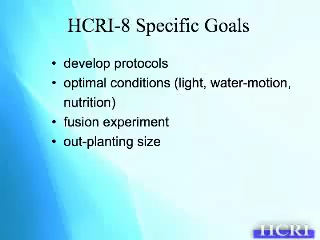 HCRI-8 Specific Goals
• develop protocols
• optimal conditions (light, water-motion,
nutrition)
• fusion experiment
• out-planting size
HCRI